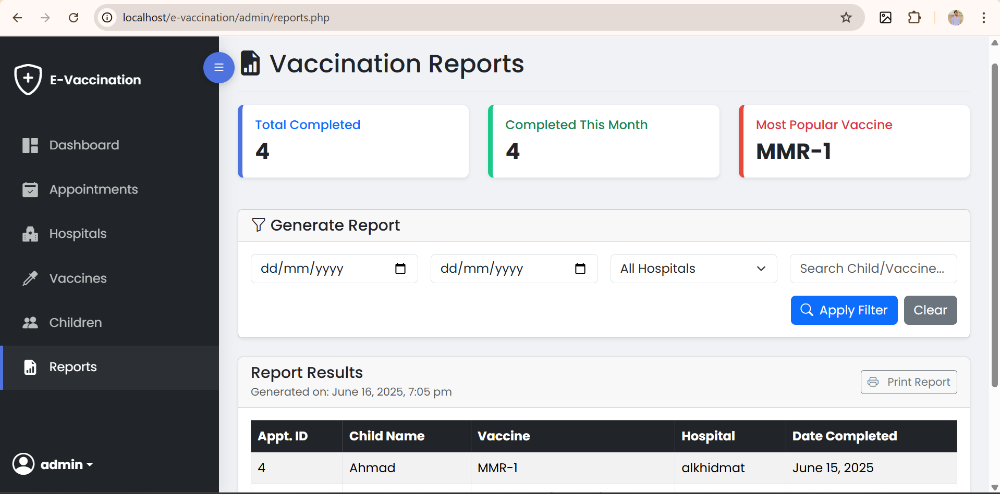 localhost/e-vaccination/admin/reports.php
E-Vaccination
Dashboard
Appointments
Hospitals
Vaccines
Children
Reports
admin
Vaccination Reports
Total Completed
4
Completed This Month
4
Most Popular Vaccine
MMR-1
Generate Report
dd/mm/yyyy
dd/mm/yyyy
All Hospitals
Search Child/Vaccine...
Apply Filter
Clear
Report Results
Generated on: June 16, 2025, 7:05 pm
Print Report
Appt. ID Child Name Vaccine Hospital Date Completed
4 Ahmad MMR-1 alkhidmat June 15, 2025